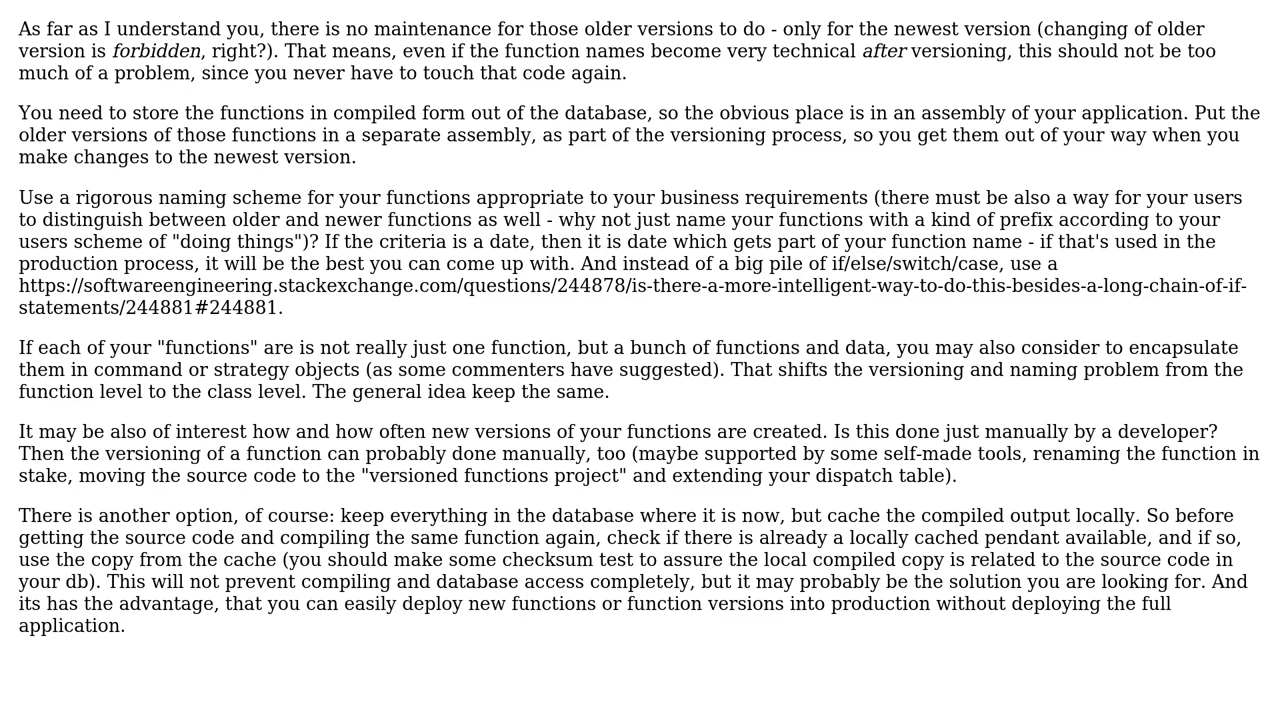 As far as I understand you, there is no maintenance for those older versions to do - only for the newest version (changing of older
version is forbidden, right?). That means, even if the function names become very technical after versioning, this should not be too
much of a problem, since you never have to touch that code again.
You need to store the functions in compiled form out of the database, so the obvious place is in an assembly of your application. Put the
older versions of those functions in a separate assembly, as part of the versioning process, so you get them out of your way when you
make changes to the newest version.
Use a rigorous naming scheme for your functions appropriate to your business requirements (there must be also a way for your users
to distinguish between older and newer functions as well - why not just name your functions with a kind of prefix according to your
users scheme of "doing things")? If the criteria is a date, then it is date which gets part of your function name - if that's used in the
production process, it will be the best you can come up with. And instead of a big pile of if/else/switch/case, use a
https://softwareengineering.stackexchange.com/questions/244878/is-there-a-more-intelligent-way-to-do-this-besides-a-long-chain-of-if-
statements/244881#244881.
If each of your "functions" are is not really just one function, but a bunch of functions and data, you may also consider to encapsulate
them in command or strategy objects (as some commenters have suggested). That shifts the versioning and naming problem from the
function level to the class level. The general idea keep the same.
It may be also of interest how and how often new versions of your functions are created. Is this done just manually by a developer?
Then the versioning of a function can probably done manually, too (maybe supported by some self-made tools, renaming the function in
stake, moving the source code to the "versioned functions project" and extending your dispatch table).
There is another option, of course: keep everything in the database where it is now, but cache the compiled output locally. So before
getting the source code and compiling the same function again, check if there is already a locally cached pendant available, and if so,
use the copy from the cache (you should make some checksum test to assure the local compiled copy is related to the source code in
your db). This will not prevent compiling and database access completely, but it may probably be the solution you are looking for. And
its has the advantage, that you can easily deploy new functions or function versions into production without deploying the full
application.